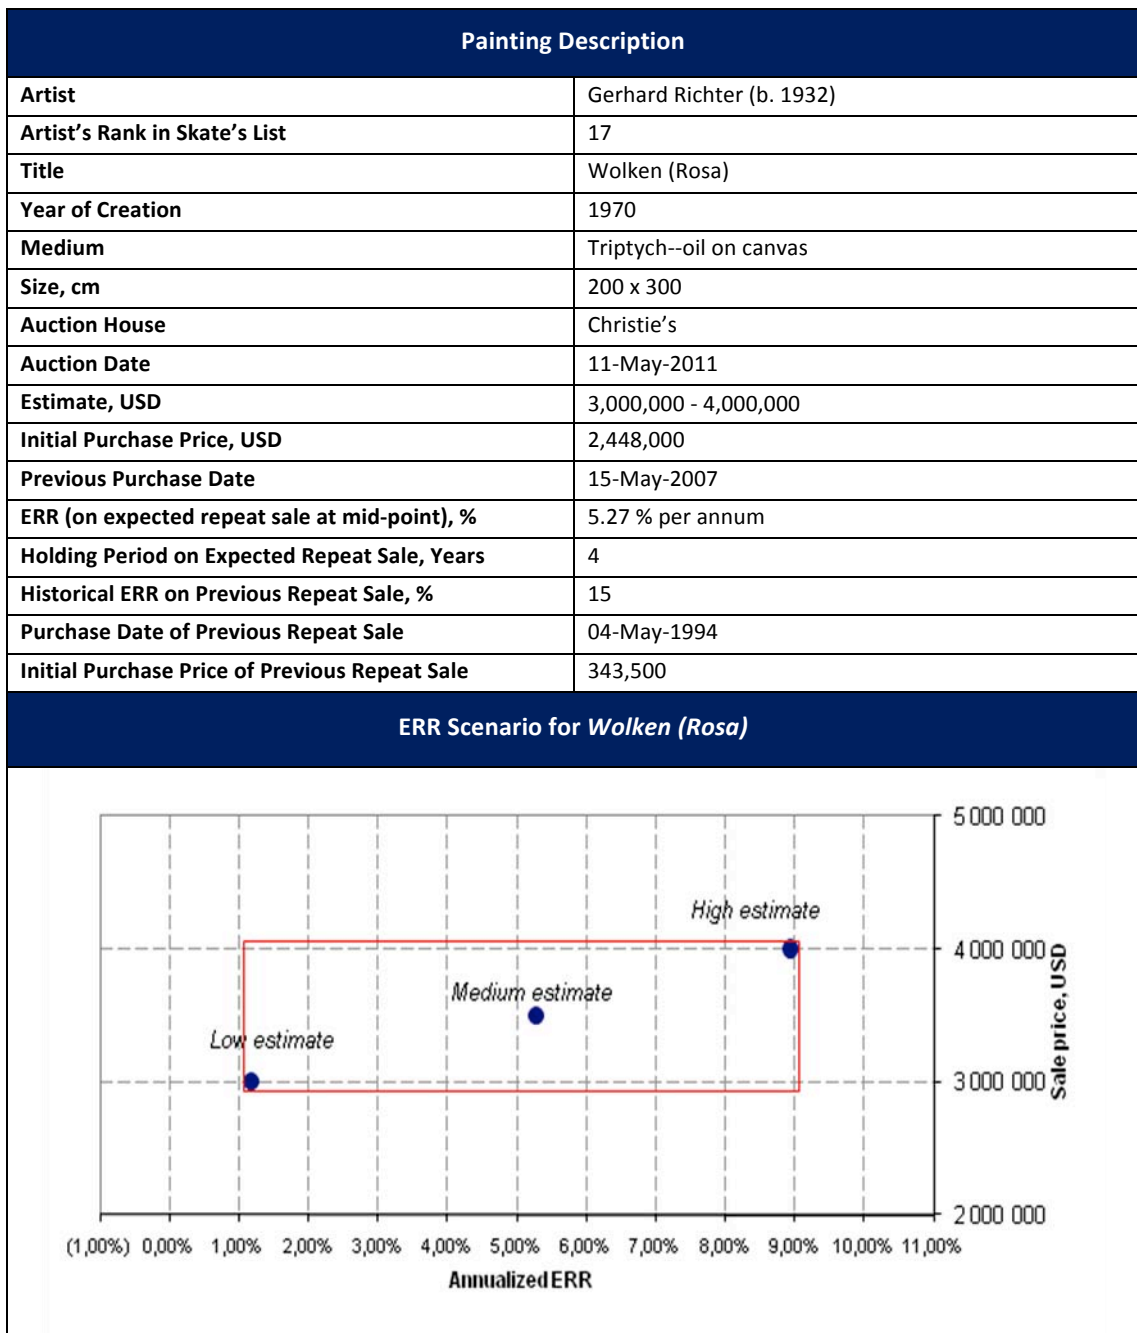 Painting Description
Artist Gerhard Richter (b. 1932)
Artist’s Rank in Skate’s List 17
Title Wolken (Rosa)
Year of Creation 1970
Medium Triptych--oil on canvas
Size, cm 200 x 300
Auction House Christie’s
Auction Date 11-May-2011
Estimate, USD 3,000,000 - 4,000,000
Initial Purchase Price, USD 2,448,000
Previous Purchase Date 15-May-2007
ERR (on expected repeat sale at mid-point), % 5.27 % per annum
Holding Period on Expected Repeat Sale, Years 4
Historical ERR on Previous Repeat Sale, % 15
Purchase Date of Previous Repeat Sale 04-May-1994
Initial Purchase Price of Previous Repeat Sale 343,500
ERR Scenario for Wolken (Rosa)
5 000 000
High estimate
4 000 000
Medium estimate
Low estimate
3 000 000
Sale price, USD
2 000 000
(1,00%) 0,00% 1,00% 2,00% 3,00% 4,00% 5,00% 6,00% 7,00% 8,00% 9,00% 10,00% 11,00%
Annualized ERR